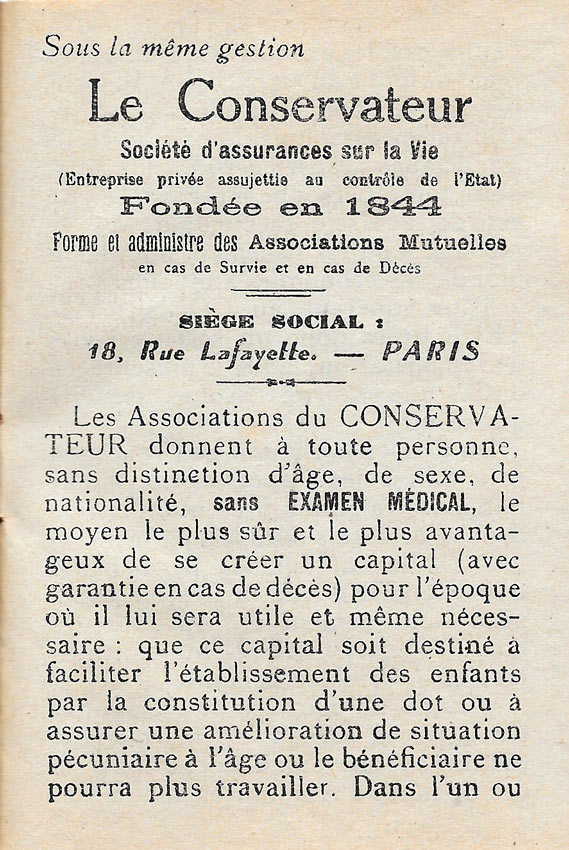 Sous la même gestion
Le Conservateur
Société d'assurances sur la Vie
(Entreprise privée assujettie au contrôle de l'Etat)
Fondée en 1844
Forme et administre des Associations Mutuelles
en cas de Survie et en cas de Décès
SIÈGE SOCIAL :
18, Rue Lafayette. — PARIS
Les Associations du CONSERVA-
TEUR donnent à toute personne,
sans distinction d'âge, de sexe, de
nationalité, sans EXAMEN MÉDICAL, le
moyen le plus sûr et le plus avanta-
geux de se créer un capital (avec
garantie en cas de décès) pour l'époque
où il lui sera utile et même néces-
saire : que ce capital soit destiné à
faciliter l'établissement des enfants
par la constitution d'une dot ou à
assurer une amélioration de situation
pécuniaire à l'âge ou le bénéficiaire ne
pourra plus travailler. Dans l'un ou